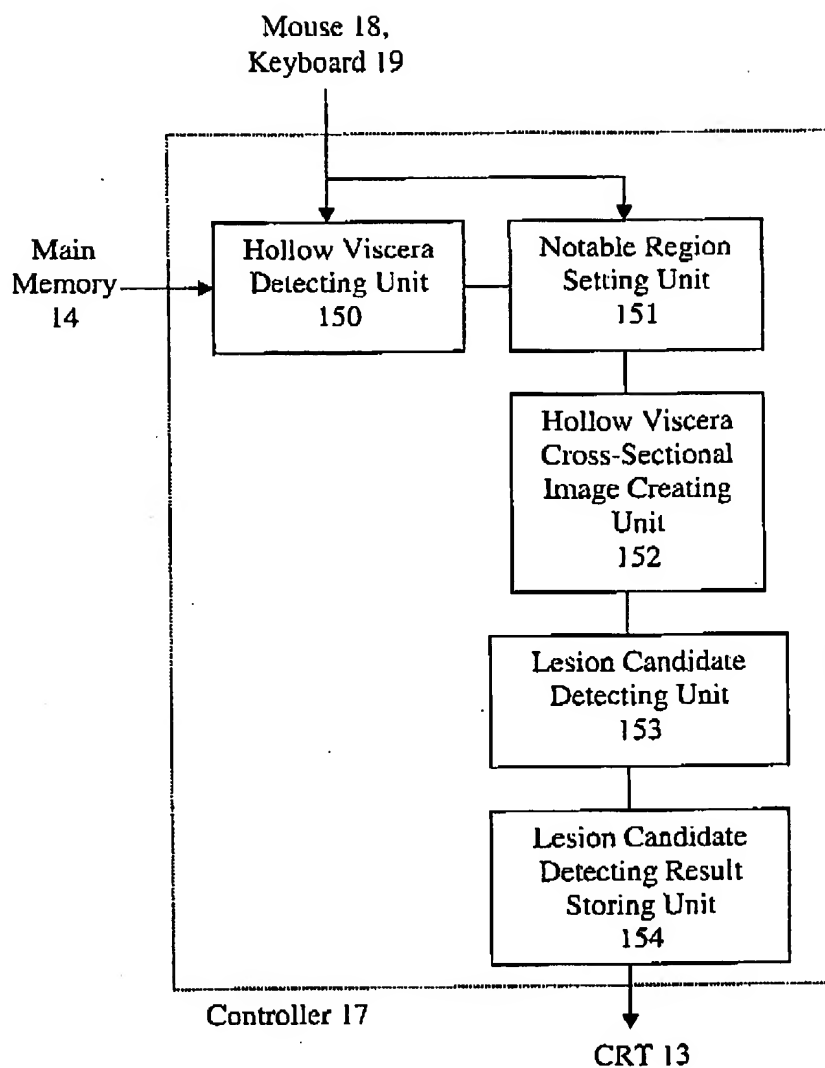 Mouse 18,
Keyboard 19
Main
Memory
14
Hollow Viscera
Detecting Unit
150
Notable Region
Setting Unit
151
Hollow Viscera
Cross-Sectional
Image Creating
Unit
152
Lesion Candidate
Detecting Unit
153
Lesion Candidate
Detecting Result
Storing Unit
154
Controller 17
CRT 13